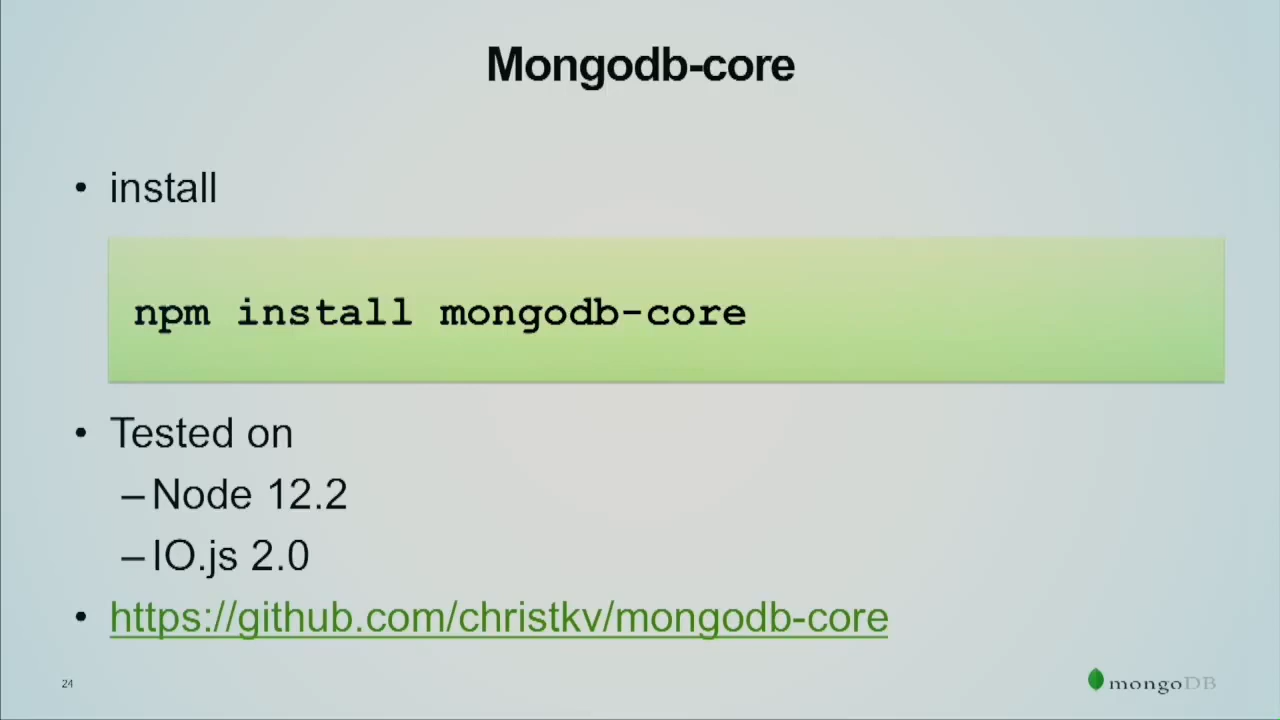 Mongodb-core
• install
npm install mongodb-core
• Tested on
–Node 12.2
–IO.js 2.0
• https://github.com/christkv/mongodb-core
24
mongoDB